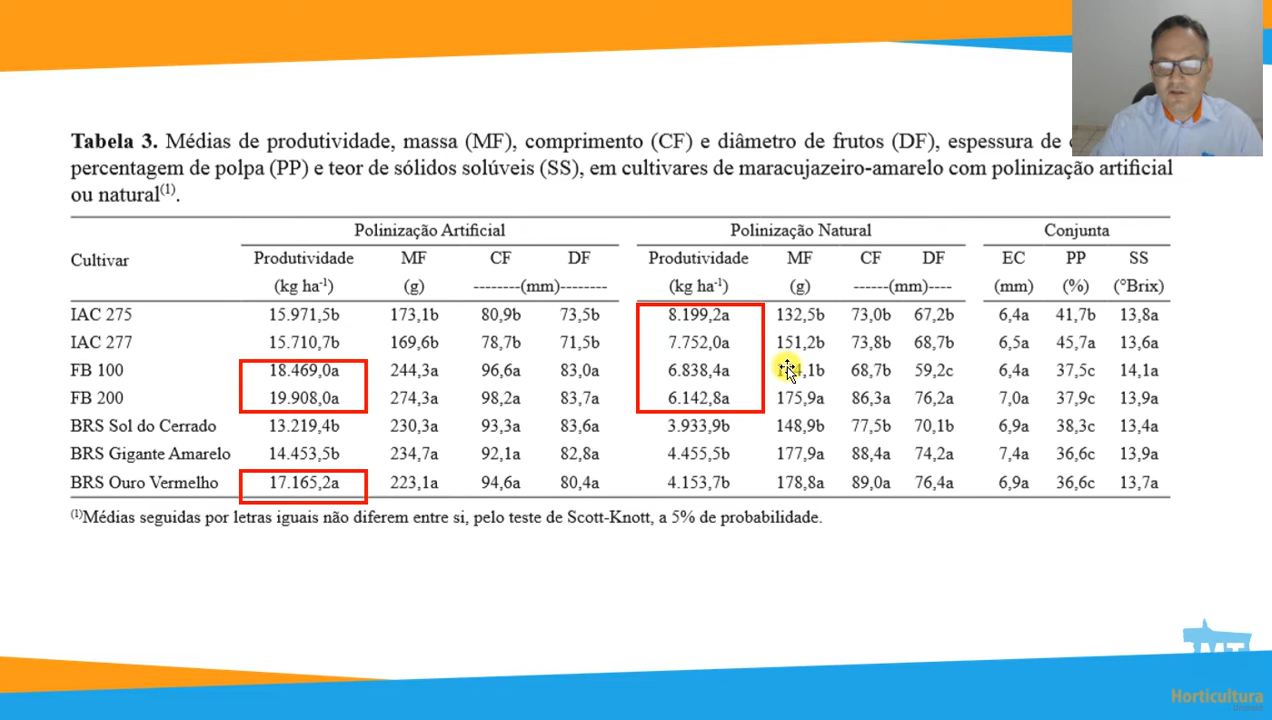 Tabela 3. Médias de produtividade, massa (MF), comprimento (CF) e diâmetro de frutos (DF), espessura de
percentagem de polpa (PP) e teor de sólidos solúveis (SS), em cultivares de maracujazeiro-amarelo com polinização artificial
ou natural(1).
Polinização Artificial Polinização Natural Conjunta
Cultivar Produtividade MF CF DF Produtividade MF CF DF EC PP SS
(kg ha-1) (g) --------(mm)-------- (kg ha-1) (g) ------(mm)---- (mm) (%) (°Brix)
IAC 275 15.971,5b 173,1b 80,9b 73,5b 8.199,2a 132,5b 73,0b 67,2b 6,4a 41,7b 13,8a
IAC 277 15.710,7b 169,6b 78,7b 71,5b 7.752,0a 151,2b 73,8b 68,7b 6,5a 45,7a 13,6a
FB 100 18.469,0a 244,3a 96,6a 83,0a 6.838,4a 68,7b 59,2c 6,4a 37,5c 14,1a
FB 200 19.908,0a 274,3a 98,2a 83,7a 6.142,8a 175,9a 86,3a 76,2a 7,0a 37,9c 13,9a
BRS Sol do Cerrado 13.219,4b 230,3a 93,3a 83,6a 3.933,9b 148,9b 77,5b 70,1b 6,9a 38,3c 13,4a
BRS Gigante Amarelo 14.453,5b 234,7a 92,1a 82,8a 4.455,5b 177,9a 88,4a 74,2a 7,4a 36,6c 13,9a
BRS Ouro Vermelho 17.165,2a 223,1a 94,6a 80,4a 4.153,7b 178,8a 89,0a 76,4a 6,9a 36,6c 13,7a
(1)Médias seguidas por letras iguais não diferem entre si, pelo teste de Scott-Knott, a 5% de probabilidade.
MT
Horticultura